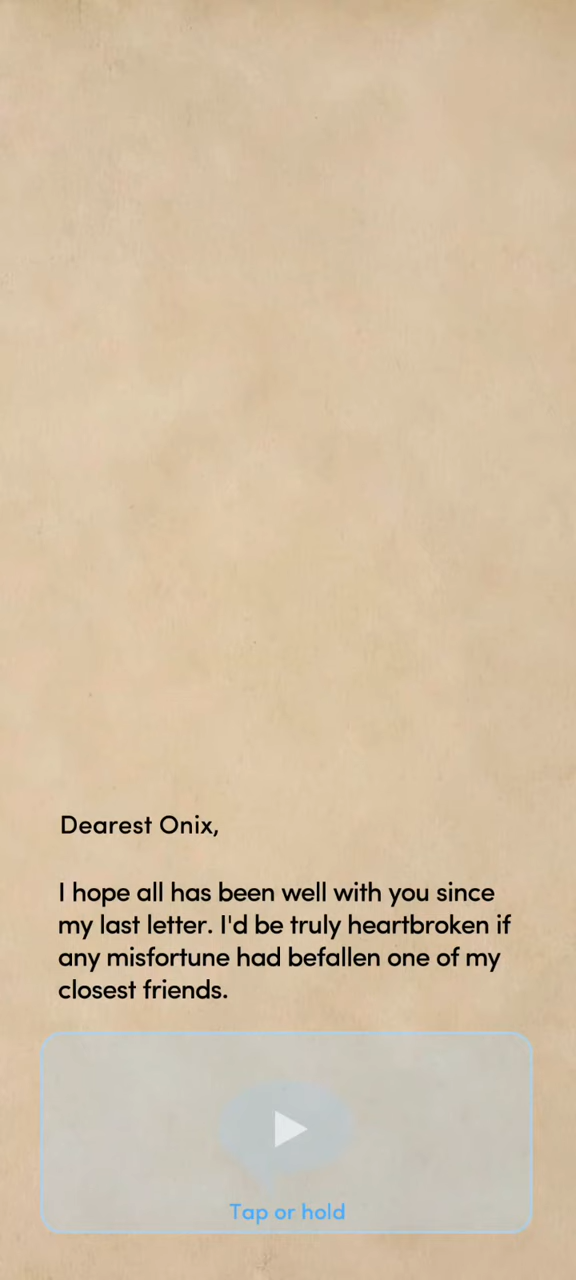 Dearest Onix,
I hope all has been well with you since
my last letter. I'd be truly heartbroken if
any misfortune had befallen one of my
closest friends.
Tap or hold